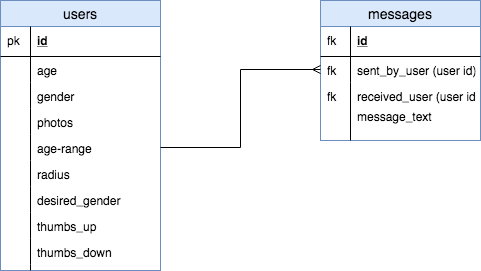 users
pk id
age
gender
photos
age-range
radius
desired_gender
thumbs_up
thumbs_down
messages
fk id
fk sent_by_user (user id)
fk received_user (user id
message_text